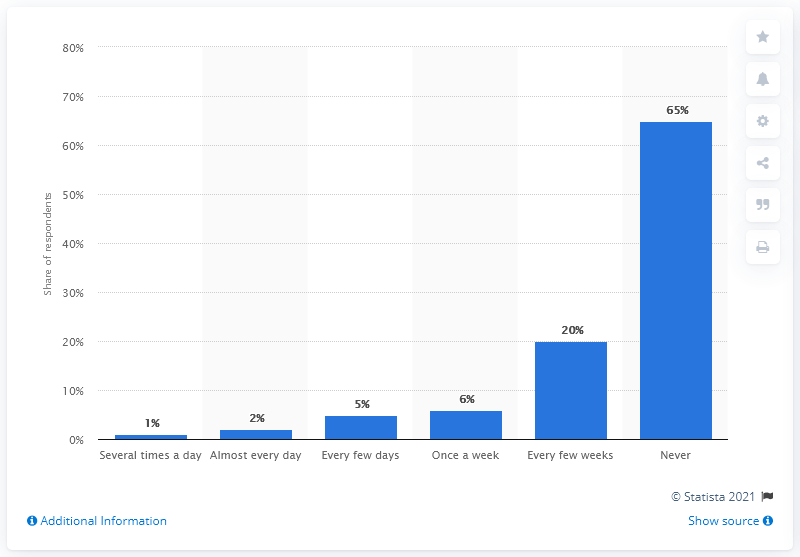 80%
70%
60%
50%
40%
30%
20%
10%
0%
Share of respondents
1%
2%
5%
6%
20%
65%
Several times a day
Almost every day
Every few days
Once a week
Every few weeks
Never
© Statista 2021
Additional Information
Show source